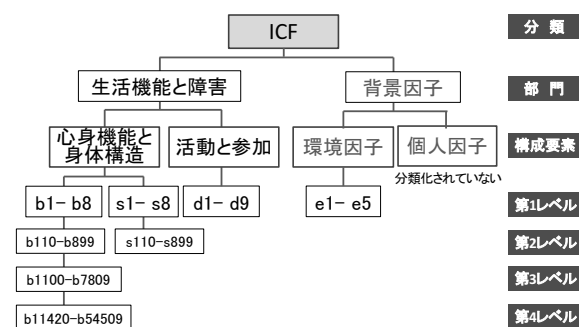 ICF
分類
生活機能と障害
背景因子
部門
心身機能と
身体構造
活動と参加
環境因子
個人因子
構成要素
分類化されていない
b1- b8
s1- s8
d1- d9
e1- e5
第1レベル
b110-b899
s110-s899
第2レベル
b1100-b7809
第3レベル
b11420-b54509
第4レベル